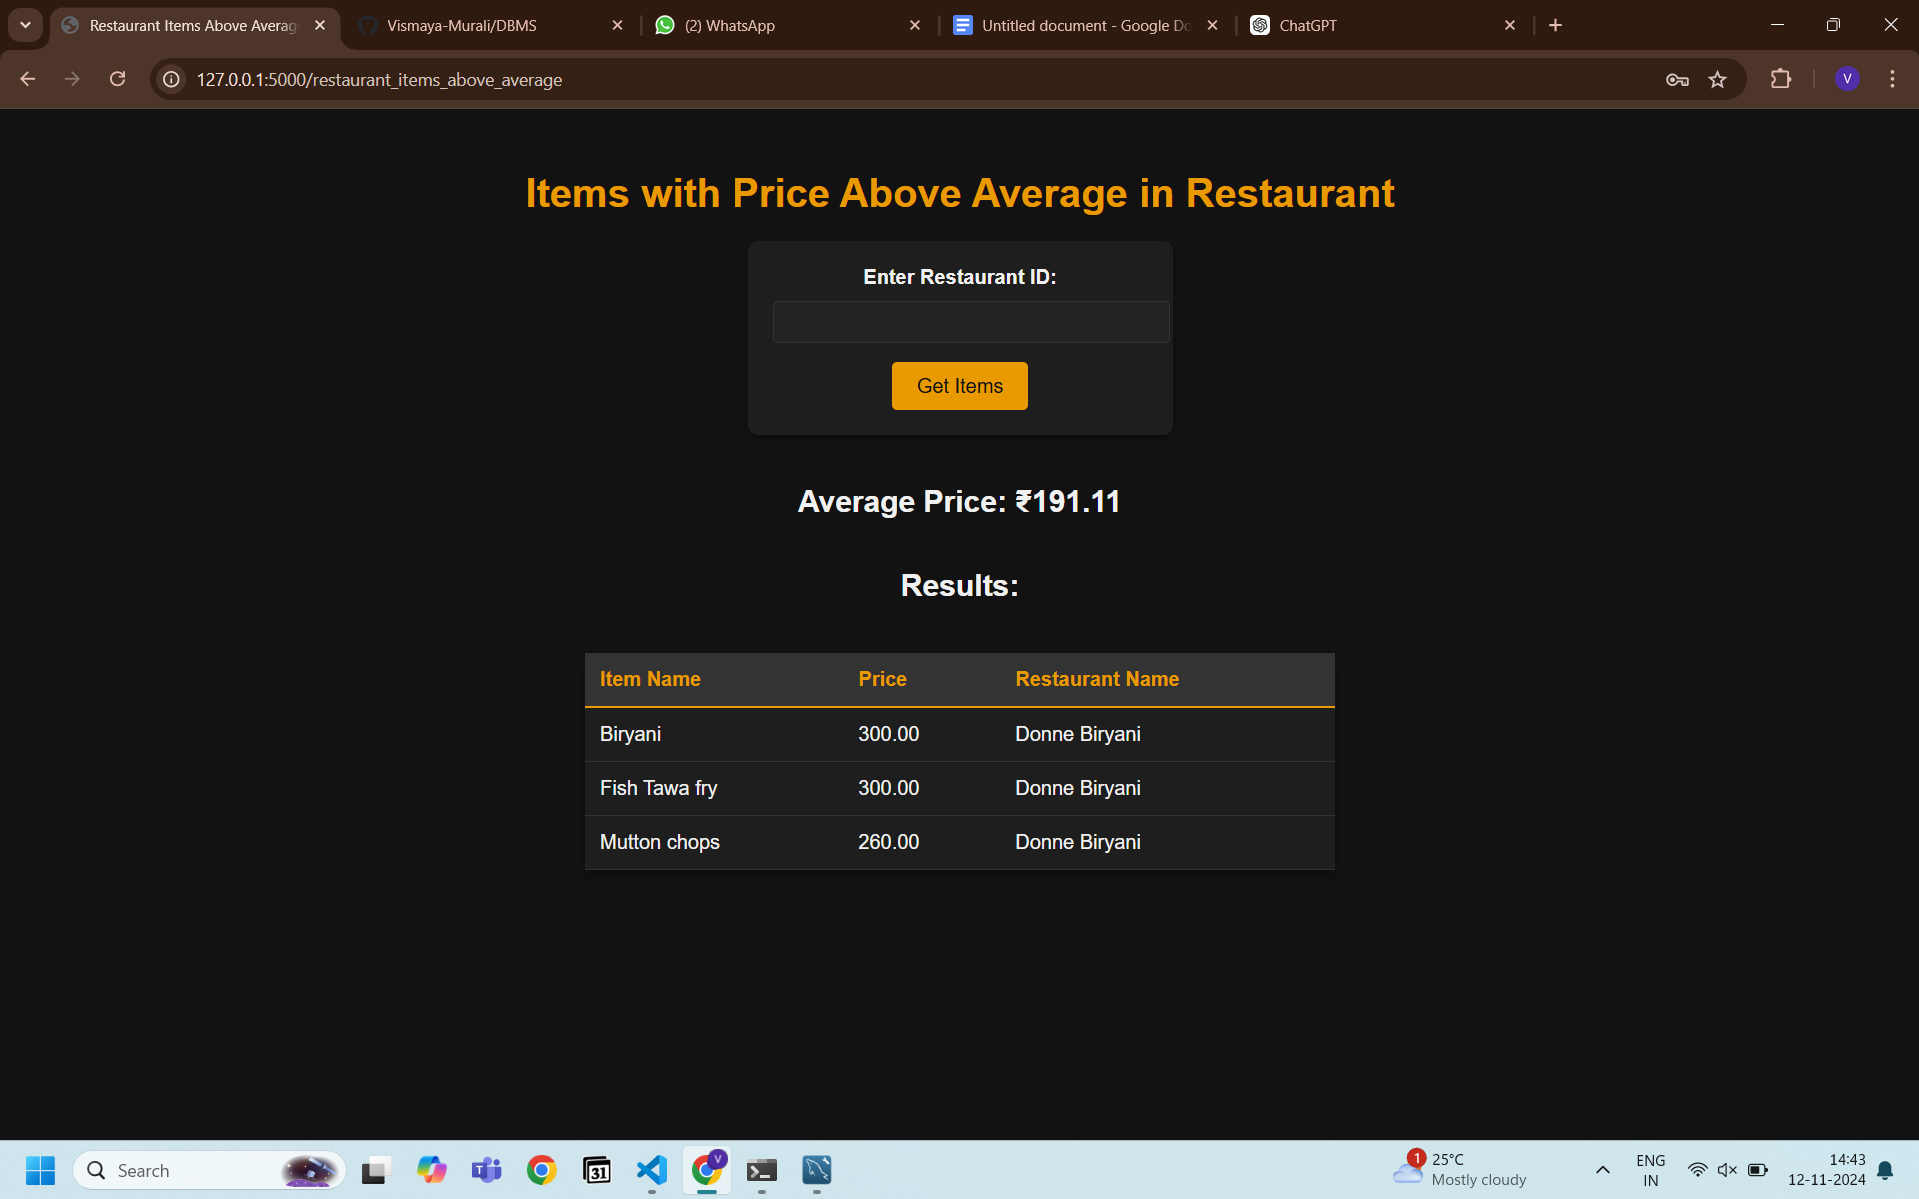 Restaurant Items Above Averag
Vismaya-Murali/DBMS
(2) WhatsApp
Untitled document - Google Do
ChatGPT
127.0.0.1:5000/restaurant_items_above_average
V
Items with Price Above Average in Restaurant
Enter Restaurant ID:
Get Items
Average Price: ₹191.11
Results:
Item Name Price Restaurant Name
Biryani 300.00 Donne Biryani
Fish Tawa fry 300.00 Donne Biryani
Mutton chops 260.00 Donne Biryani
Search
31
V
1
25°C
Mostly cloudy
ENG
IN
14:43
12-11-2024